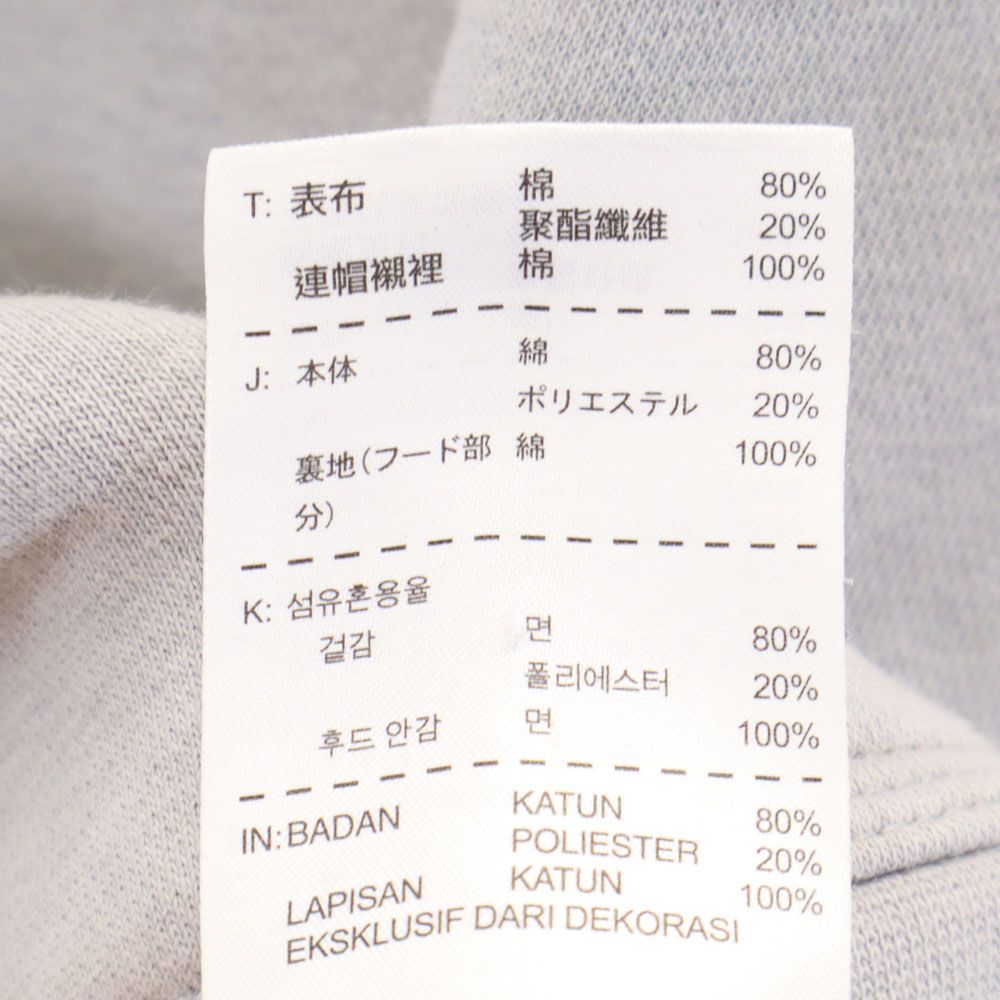 T: 表布 棉 80%
聚酯纖維 20%
連帽襯裡 棉 100%
J: 本体 綿 80%
ポリエステル 20%
裏地(フード部 綿 100%
分)
K: 섬유혼용율
겉감 면 80%
폴리에스터 20%
후드 안감 면 100%
IN: BADAN KATUN 80%
POLIESTER 20%
LAPISAN KATUN 100%
EKSKLUSIF DARI DEKORASI